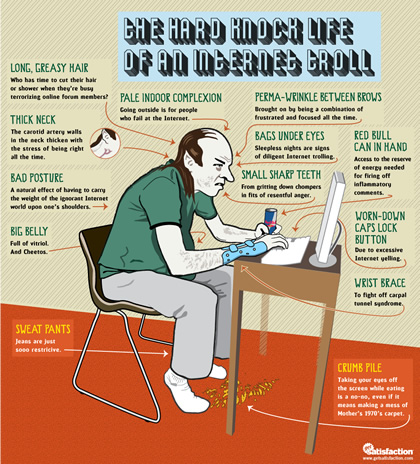 THE HARD KNOCK LIFE
OF AN INTERNET TROLL
LONG, GREASY HAIR
Who has time to cut their hair
or shower when they're busy
terrorizing online forum members?
PALE INDOOR COMPLEXION
Going outside is for people
who fail at the Internet.
PERMA-WRINKLE BETWEEN BROWS
Brought on by being a combination of
frustrated and focused all the time.
THICK NECK
The carotid artery walls
in the neck thicken with
the stress of being right
all the time.
BAGS UNDER EYES
Sleepless nights are signs
of diligent Internet trolling.
RED BULL
CAN IN HAND
Access to the reserve
of energy needed
for firing off
inflammatory
comments.
BAD POSTURE
A natural effect of having to carry
the weight of the ignorant Internet
world upon one's shoulders.
SMALL SHARP TEETH
From gritting down chompers
in fits of resentful anger.
BIG BELLY
Full of vitriol.
And Cheetos.
WORN-DOWN
CAPS LOCK
BUTTON
Due to excessive
Internet yelling.
WRIST BRACE
To fight off carpal
tunnel syndrome.
SWEAT PANTS
Jeans are just
sooo restricive.
CRUMB PILE
Taking your eyes off
the screen while eating
is a no-no, even if it
means making a mess of
Mother's 1970's carpet.
get
Satisfaction
www.getsatisfaction.com